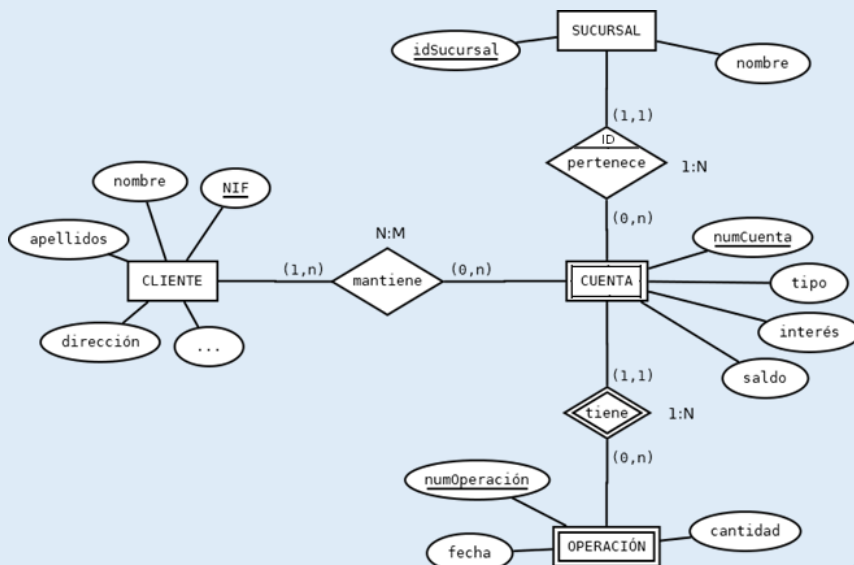 SUCURSAL
idSucursal
nombre
(1,1)
ID
pertenece
1:N
(0,n)
nombre
NIF
apellidos
CLIENTE
dirección
...
(1,n)
N:M
mantiene
(0,n)
CUENTA
numCuenta
tipo
interés
saldo
(1,1)
tiene
1:N
(0,n)
numOperación
fecha
OPERACIÓN
cantidad